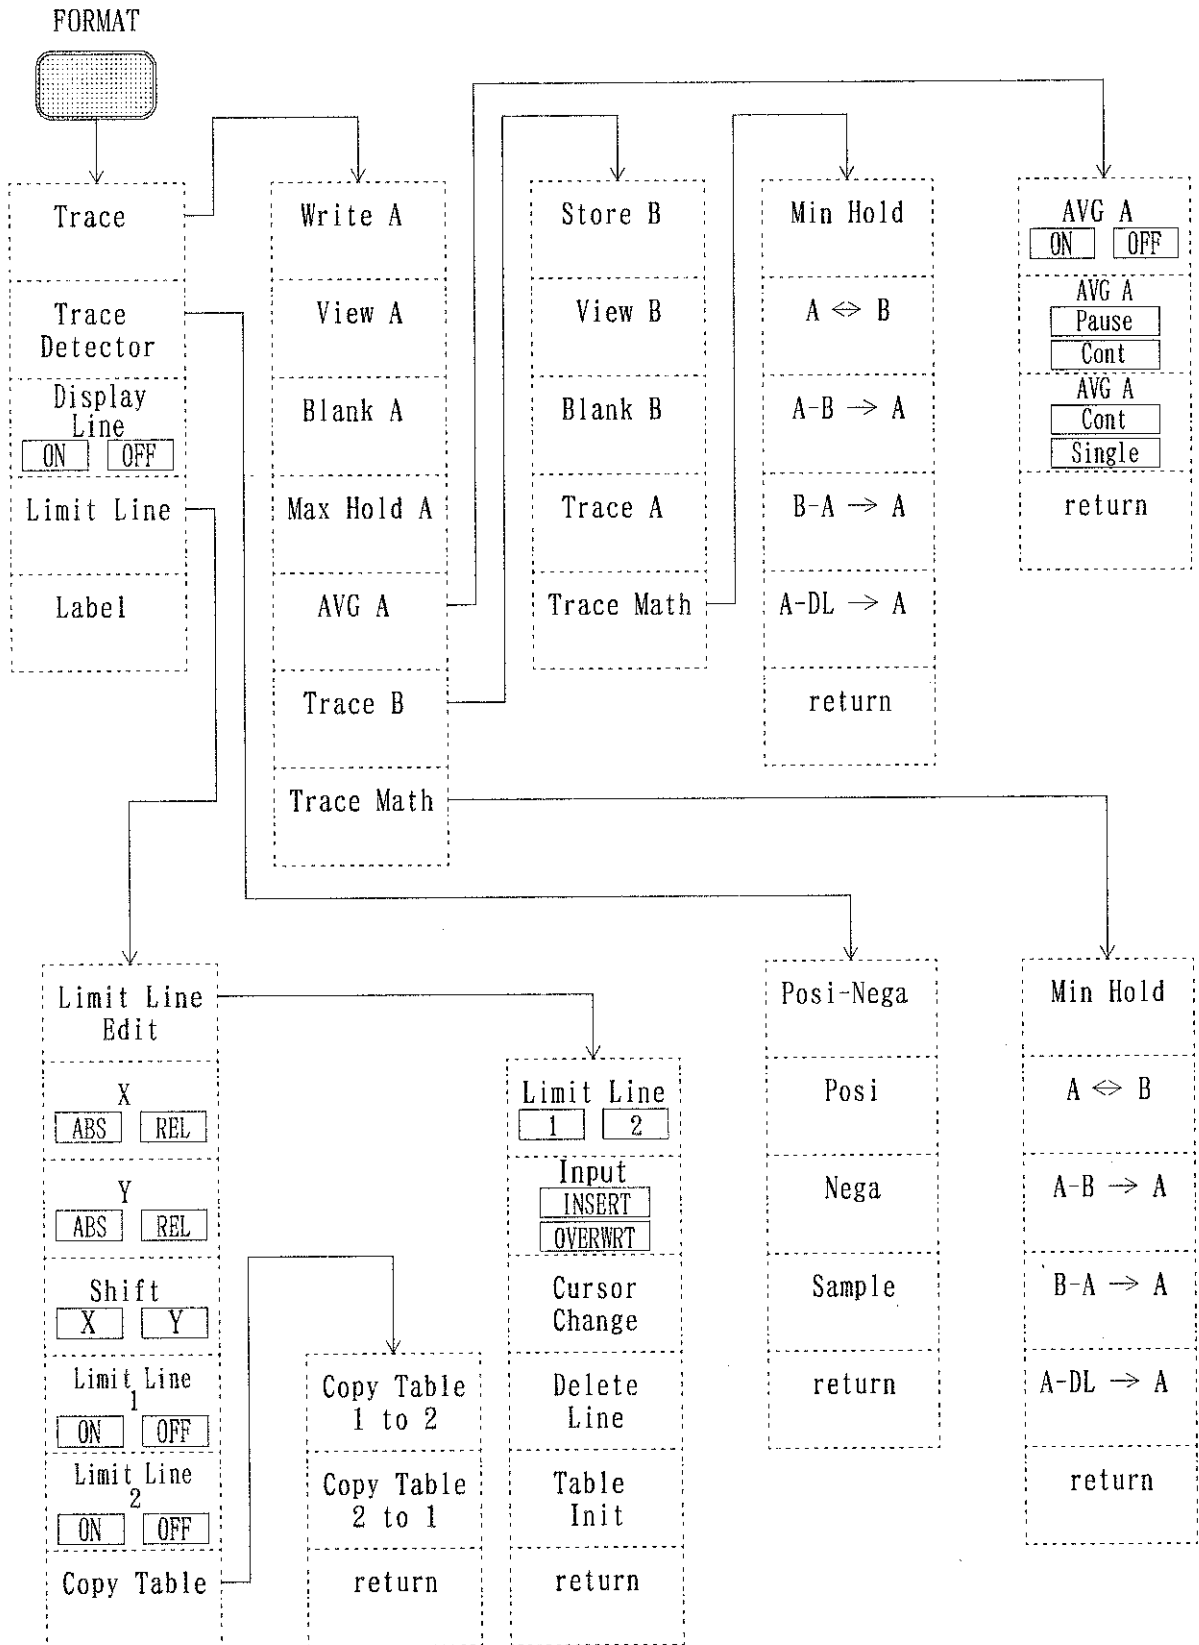 FORMAT
Trace
Trace
Detector
Display
Line
ON OFF
Limit Line
Label
Write A
View A
Blank A
Max Hold A
AVG A
Trace B
Trace Math
Store B
View B
Blank B
Trace A
Trace Math
Min Hold
A ⇔ B
A-B → A
B-A → A
A-DL → A
return
AVG A
ON OFF
AVG A
Pause
Cont
AVG A
Cont
Single
return
Limit Line
Edit
X
ABS REL
Y
ABS REL
Shift
X Y
Limit Line
1
ON OFF
Limit Line
2
ON OFF
Copy Table
Copy Table
1 to 2
Copy Table
2 to 1
return
Limit Line
1 2
Input
INSERT
OVERWRT
Cursor
Change
Delete
Line
Table
Init
return
Posi-Nega
Posi
Nega
Sample
return
Min Hold
A ⇔ B
A-B → A
B-A → A
A-DL → A
return